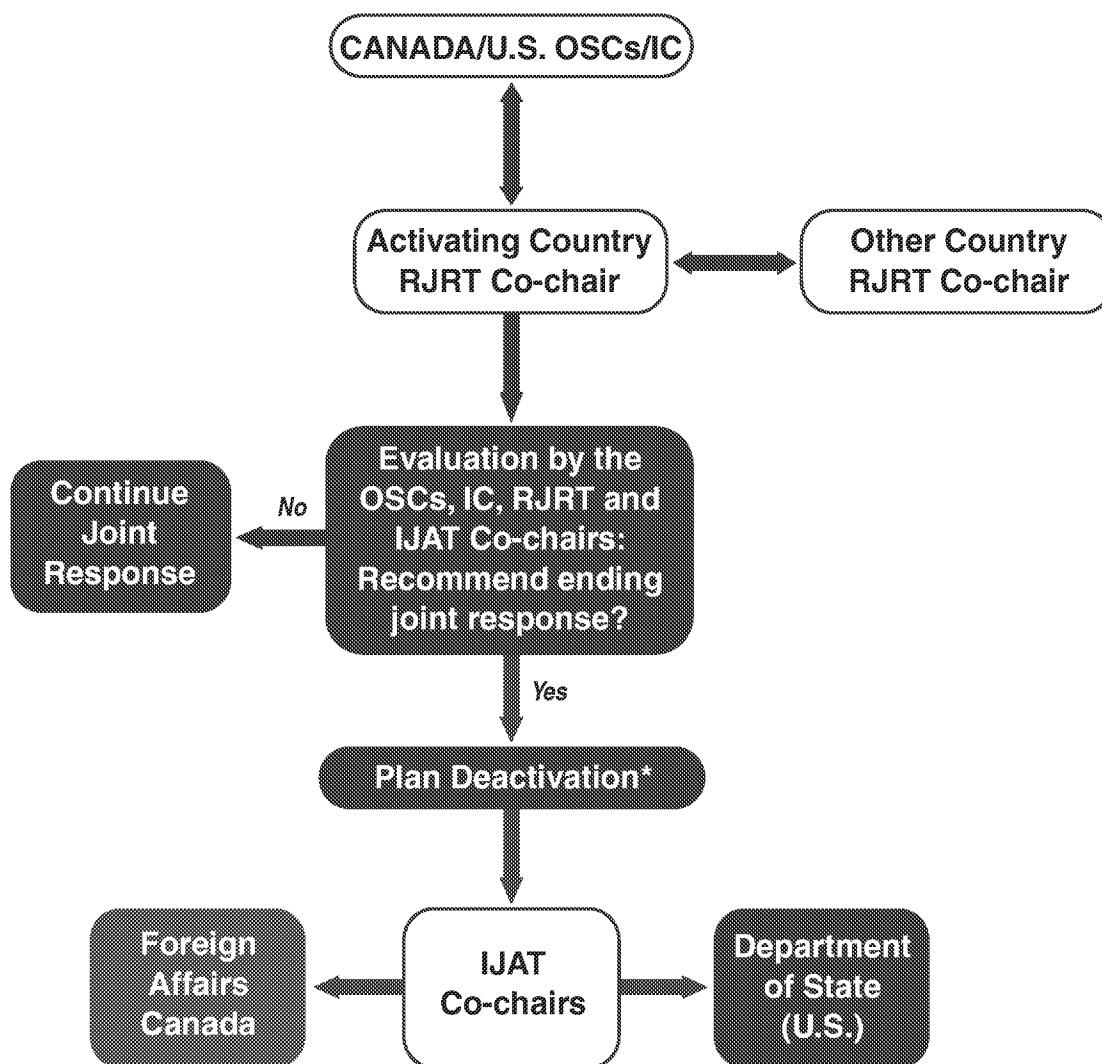 CANADA/U.S. OSCs/IC
Activating Country
RJRT Co-chair
Other Country
RJRT Co-chair
Evaluation by the
OSCs, IC, RJRT and
IJAT Co-chairs:
Recommend ending
joint response?
No
Continue
Joint
Response
Yes
Plan Deactivation*
Foreign
Affairs
Canada
IJAT
Co-chairs
Department
of State
(U.S.)